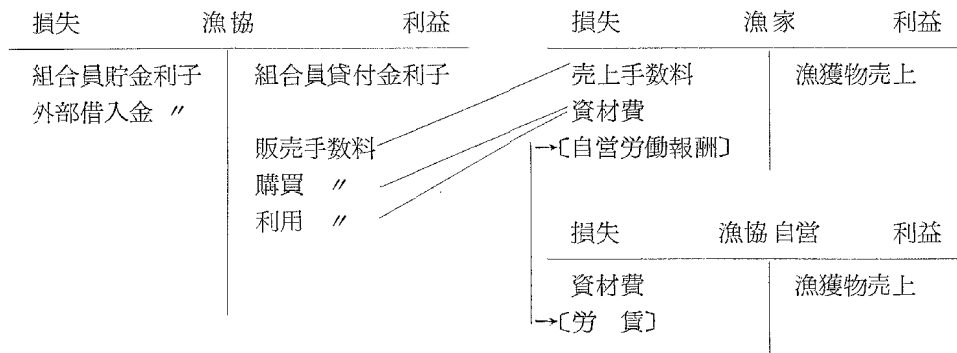 損失 漁協 利益
組合員貯金利子 組合員貸付金利子
外部借入金 〃
販売手数料
購買 〃
利用 〃
損失 漁家 利益
売上手数料 漁獲物売上
資材費
→〔自営労働報酬〕
損失 漁協自営 利益
資材費 漁獲物売上
→〔労 賃〕